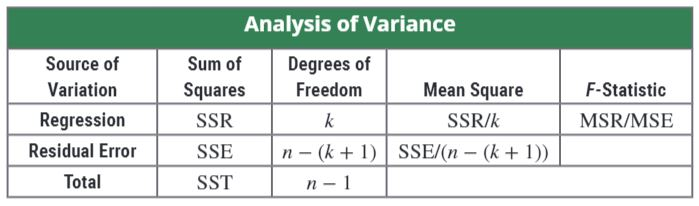 Analysis of Variance
Source of Variation Sum of Squares Degrees of Freedom Mean Square F-Statistic
Regression SSR k SSR/k MSR/MSE
Residual Error SSE n − (k + 1) SSE/(n − (k + 1))
Total SST n − 1